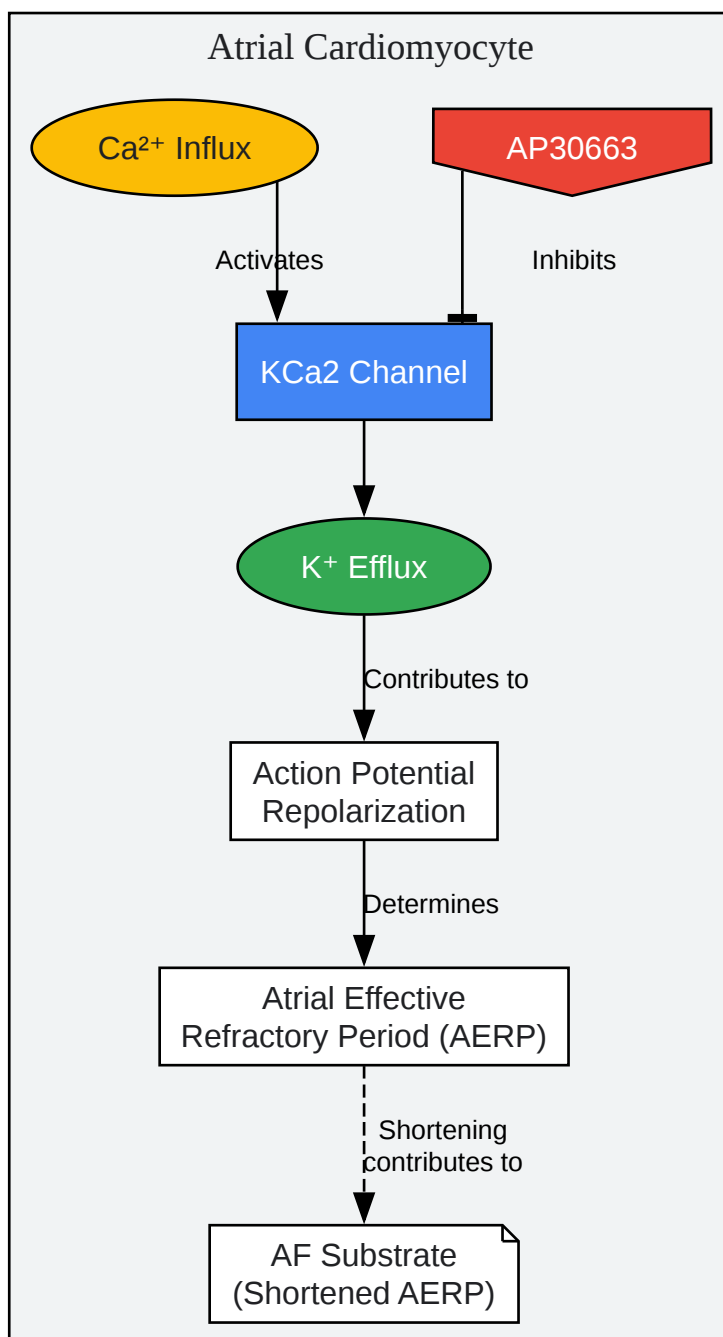 Atrial Cardiomyocyte
Ca²⁺ Influx
AP30663
Activates
Inhibits
KCa2 Channel
K⁺ Efflux
Contributes to
Action Potential
Repolarization
Determines
Atrial Effective
Refractory Period (AERP)
Shortening
contributes to
AF Substrate
(Shortened AERP)